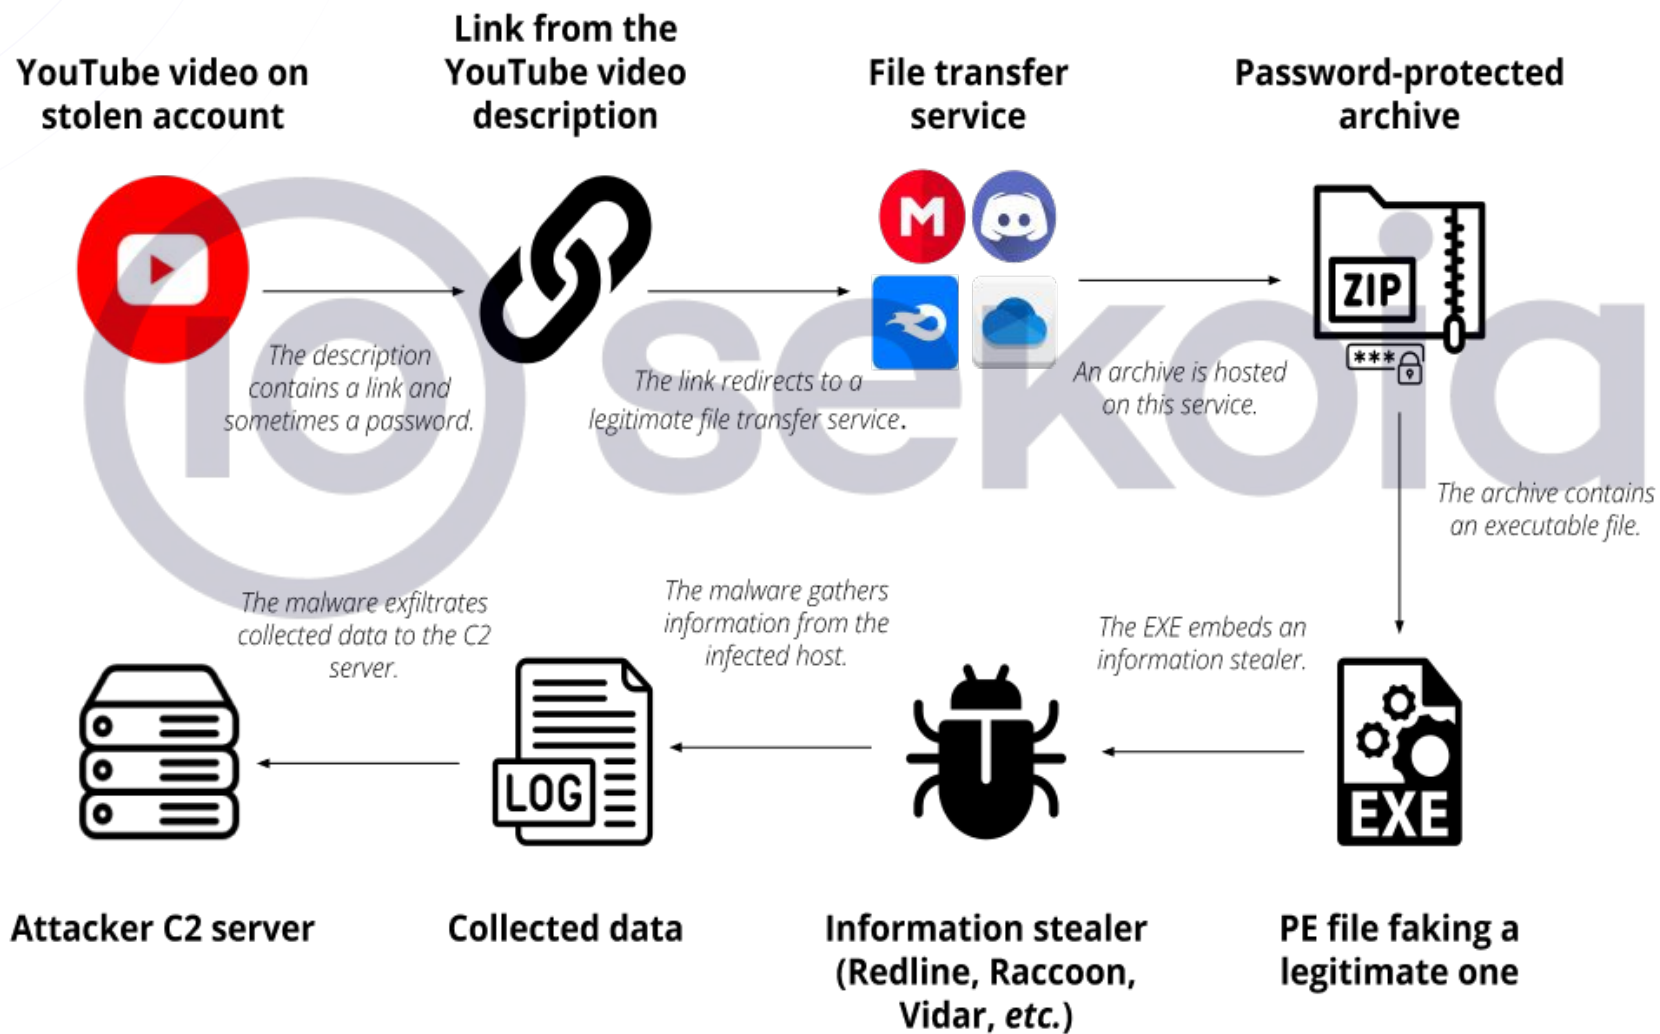 YouTube video on
stolen account
Link from the
YouTube video
description
File transfer
service
Password-protected
archive
M
ZIP
***
The description
contains a link and
sometimes a password.
The link redirects to a
legitimate file transfer service.
An archive is hosted
on this service.
The archive contains
an executable file.
io sekoia
The malware exfiltrates
collected data to the C2
server.
The malware gathers
information from the
infected host.
The EXE embeds an
information stealer.
LOG
EXE
Attacker C2 server
Collected data
Information stealer
(Redline, Raccoon,
Vidar, etc.)
PE file faking a
legitimate one